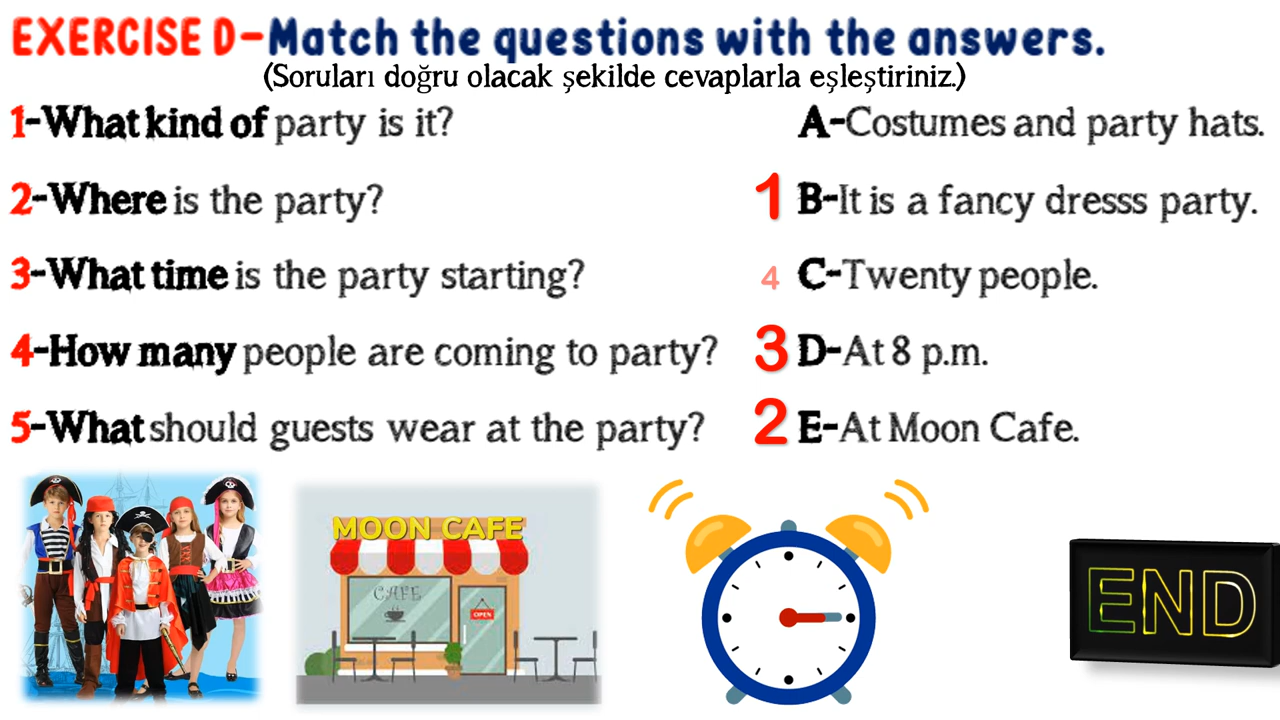 EXERCISE D-Match the questions with the answers.
(Soruları doğru olacak şekilde cevaplarla eşleştiriniz.)
1-What kind of party is it?
A-Costumes and party hats.
2-Where is the party?
1 B-It is a fancy dresss party.
3-What time is the party starting?
4 C-Twenty people.
4-How many people are coming to party?
3 D-At 8 p.m.
5-What should guests wear at the party?
2 E-At Moon Cafe.
MOON CAFE
CAFE
OPEN
END